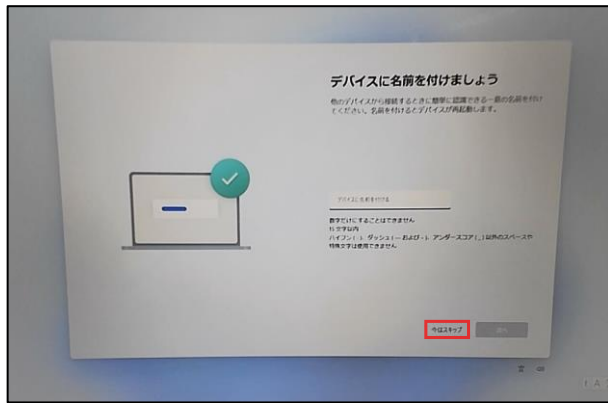 デバイスに名前を付けましょう
他のデバイスから接続するときに簡単に認識できる一意の名前を付け
てください。名前を付けるとデバイスが再起動します。
デバイスに名前を付ける
数字だけにすることはできません
15 文字以内
ハイフン (-)、ダッシュ (— および -)、アンダースコア (_) 以外のスペースや
特殊文字は使用できません
今はスキップ
次へ